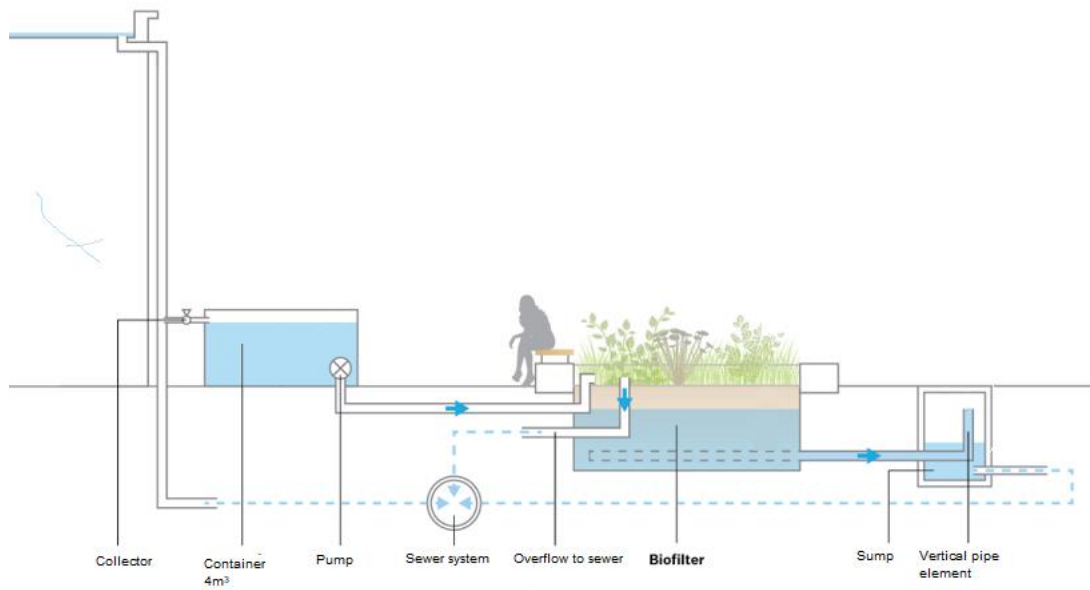 Collector
Container
4m³
Pump
Sewer system
Overflow to sewer
Biofilter
Sump
Vertical pipe
element